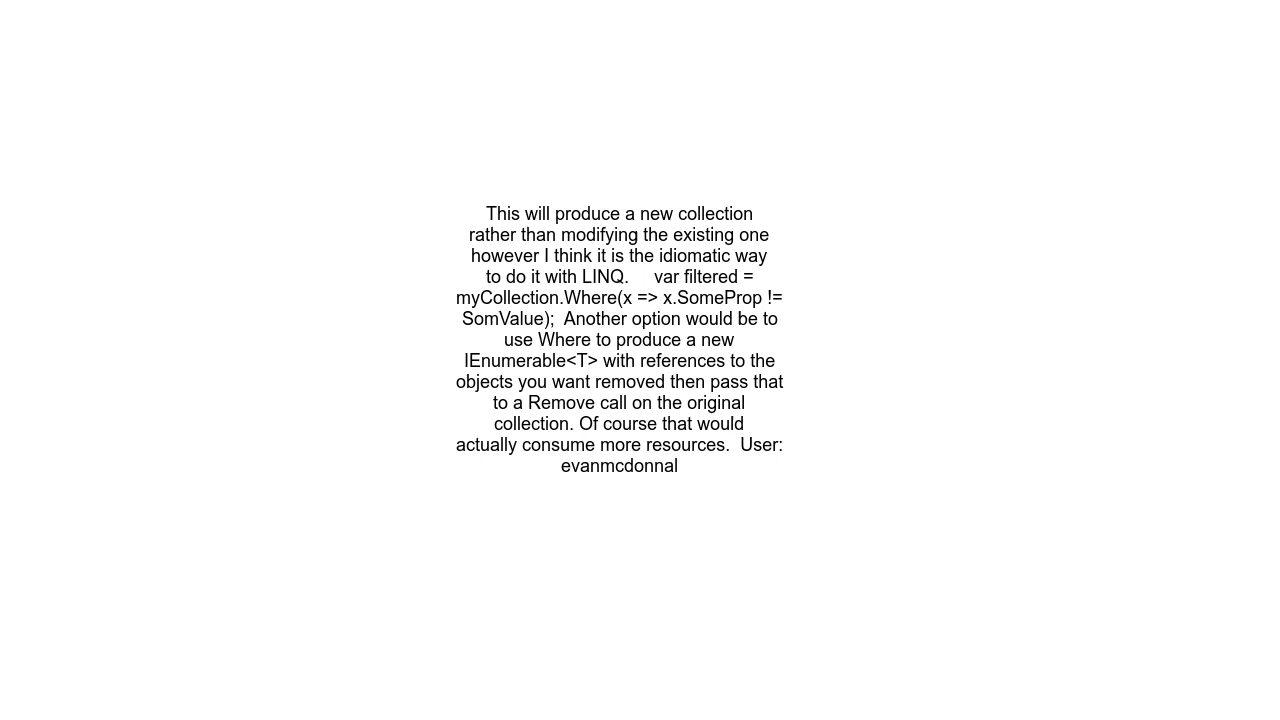 This will produce a new collection
rather than modifying the existing one
however I think it is the idiomatic way
to do it with LINQ.     var filtered =
myCollection.Where(x => x.SomeProp !=
SomValue);  Another option would be to
use Where to produce a new
IEnumerable<T> with references to the
objects you want removed then pass that
to a Remove call on the original
collection. Of course that would
actually consume more resources.  User:
evanmcdonnal